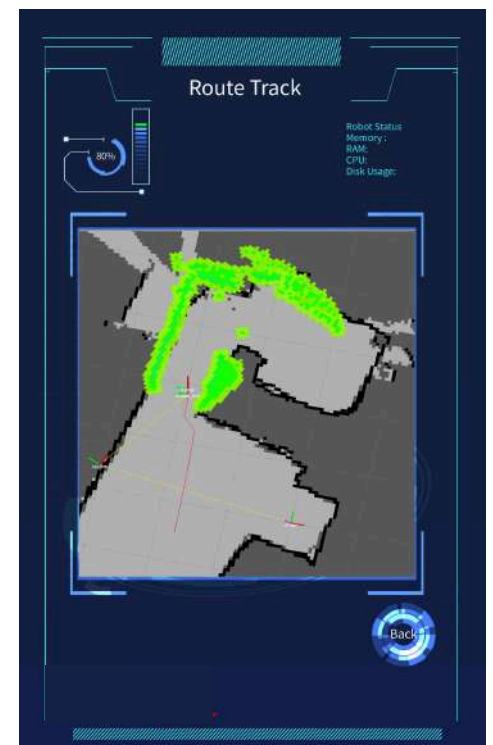 Route Track
80%
Robot Status
Memory :
RAM:
CPU:
Disk Usage:
Back